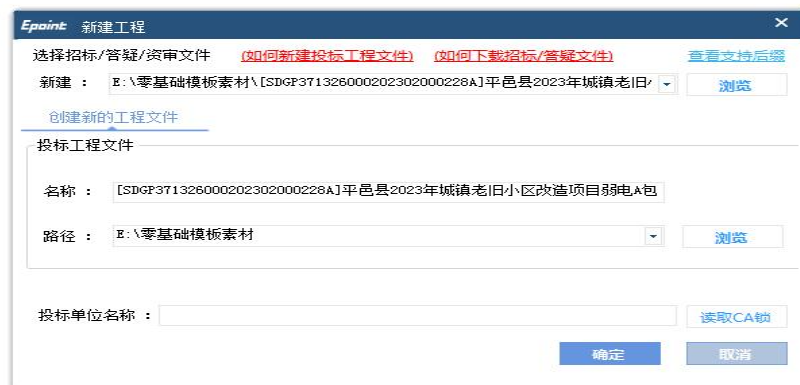 Epoint 新建工程
选择招标/答疑/资审文件 (如何新建投标工程文件) (如何下载招标/答疑文件) 查看支持后缀
新建 : E:\零基础模板素材\[SDGP371326000202302000228A]平邑县2023年城镇老旧小 浏览
创建新的工程文件
投标工程文件
名称 : [SDGP371326000202302000228A]平邑县2023年城镇老旧小区改造项目弱电A包
路径 : E:\零基础模板素材 浏览
投标单位名称 : 读取CA锁
确定 取消